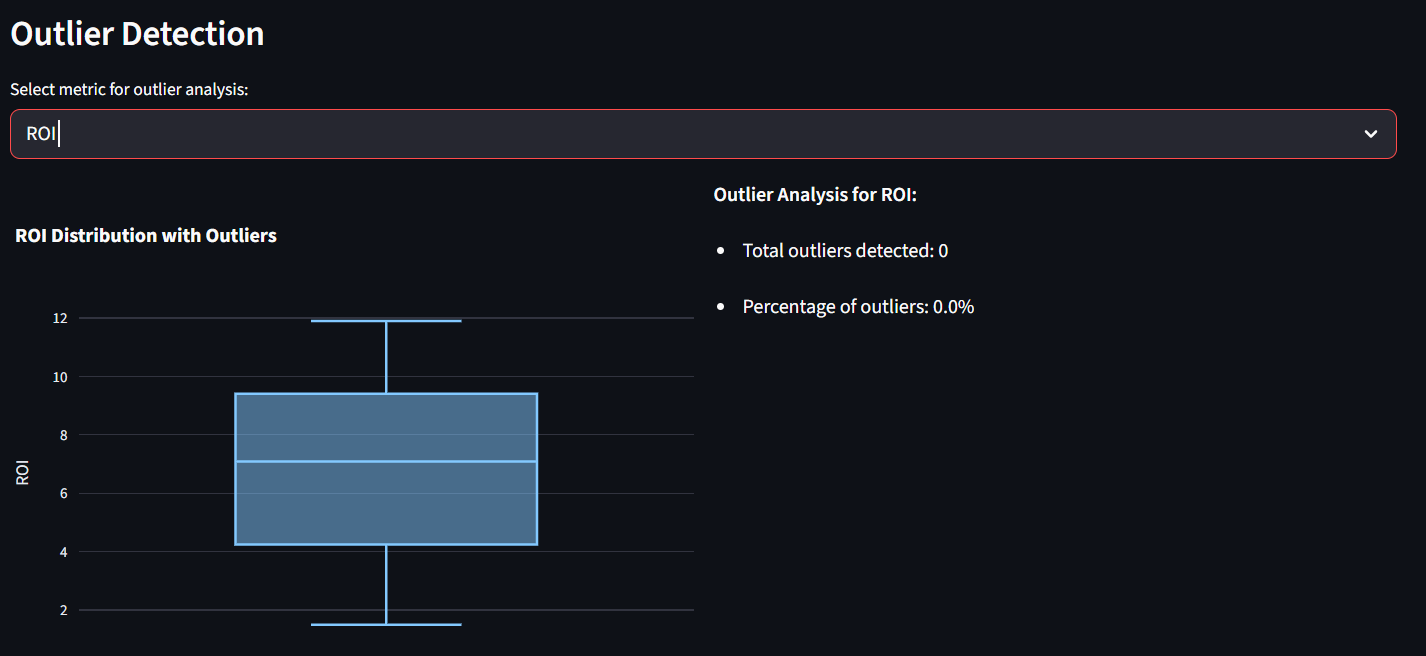 Outlier Detection
Select metric for outlier analysis:
ROI
Outlier Analysis for ROI:
Total outliers detected: 0
Percentage of outliers: 0.0%
ROI Distribution with Outliers
12
10
8
6
4
2
ROI